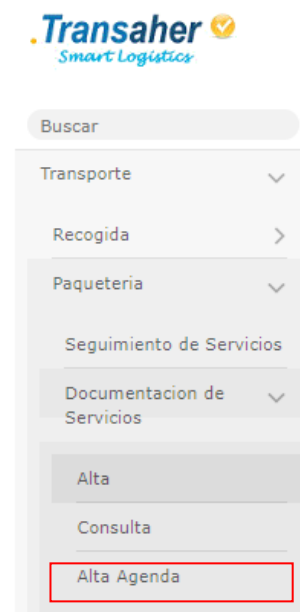 .Transaher
Smart Logistics
Buscar
Transporte
Recogida
Paqueteria
Seguimiento de Servicios
Documentacion de
Servicios
Alta
Consulta
Alta Agenda